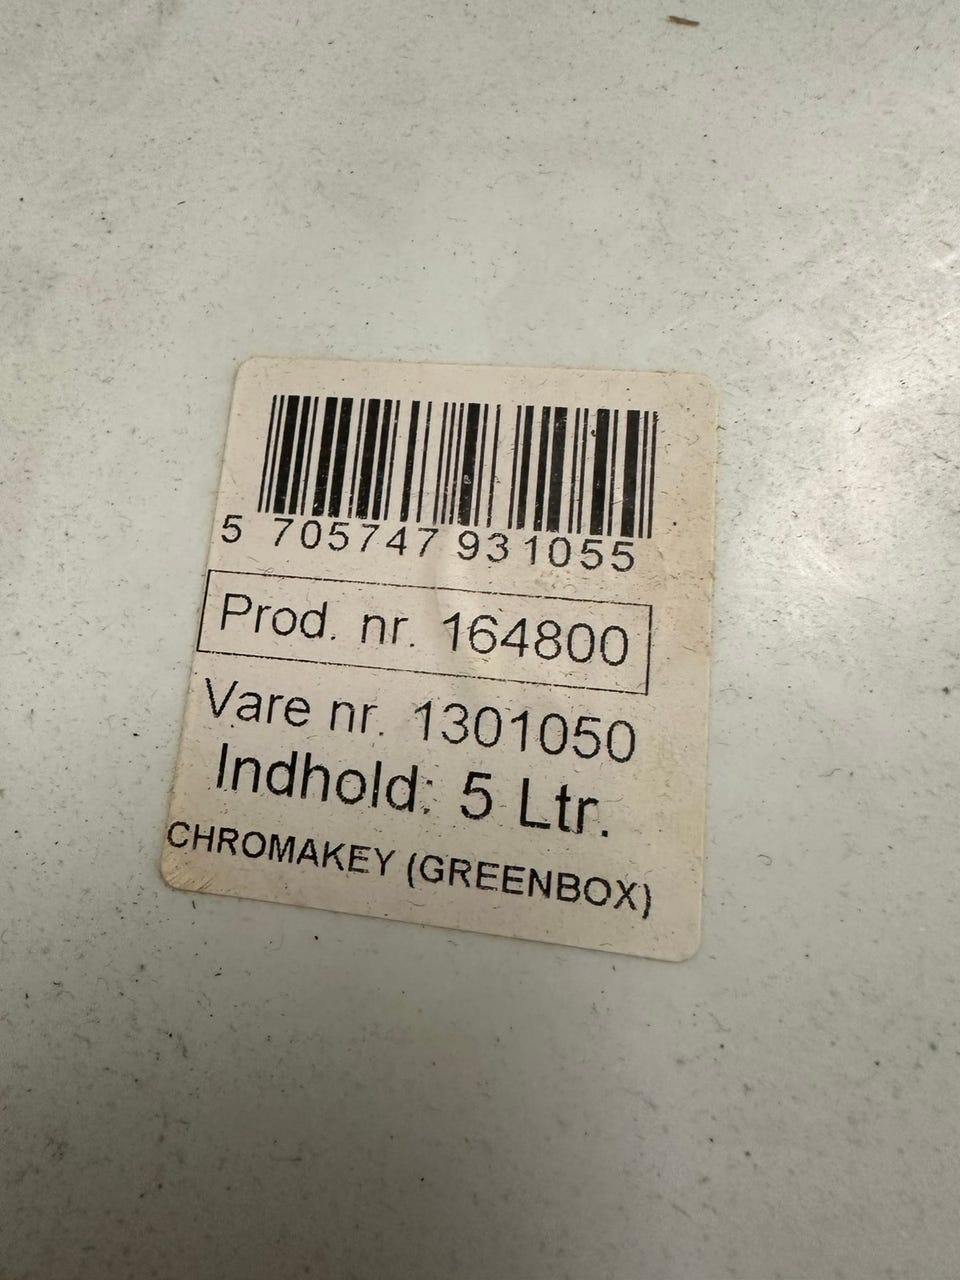 5 705747 931055
Prod. nr. 164800
Vare nr. 1301050
Indhold: 5 Ltr.
CHROMAKEY (GREENBOX)